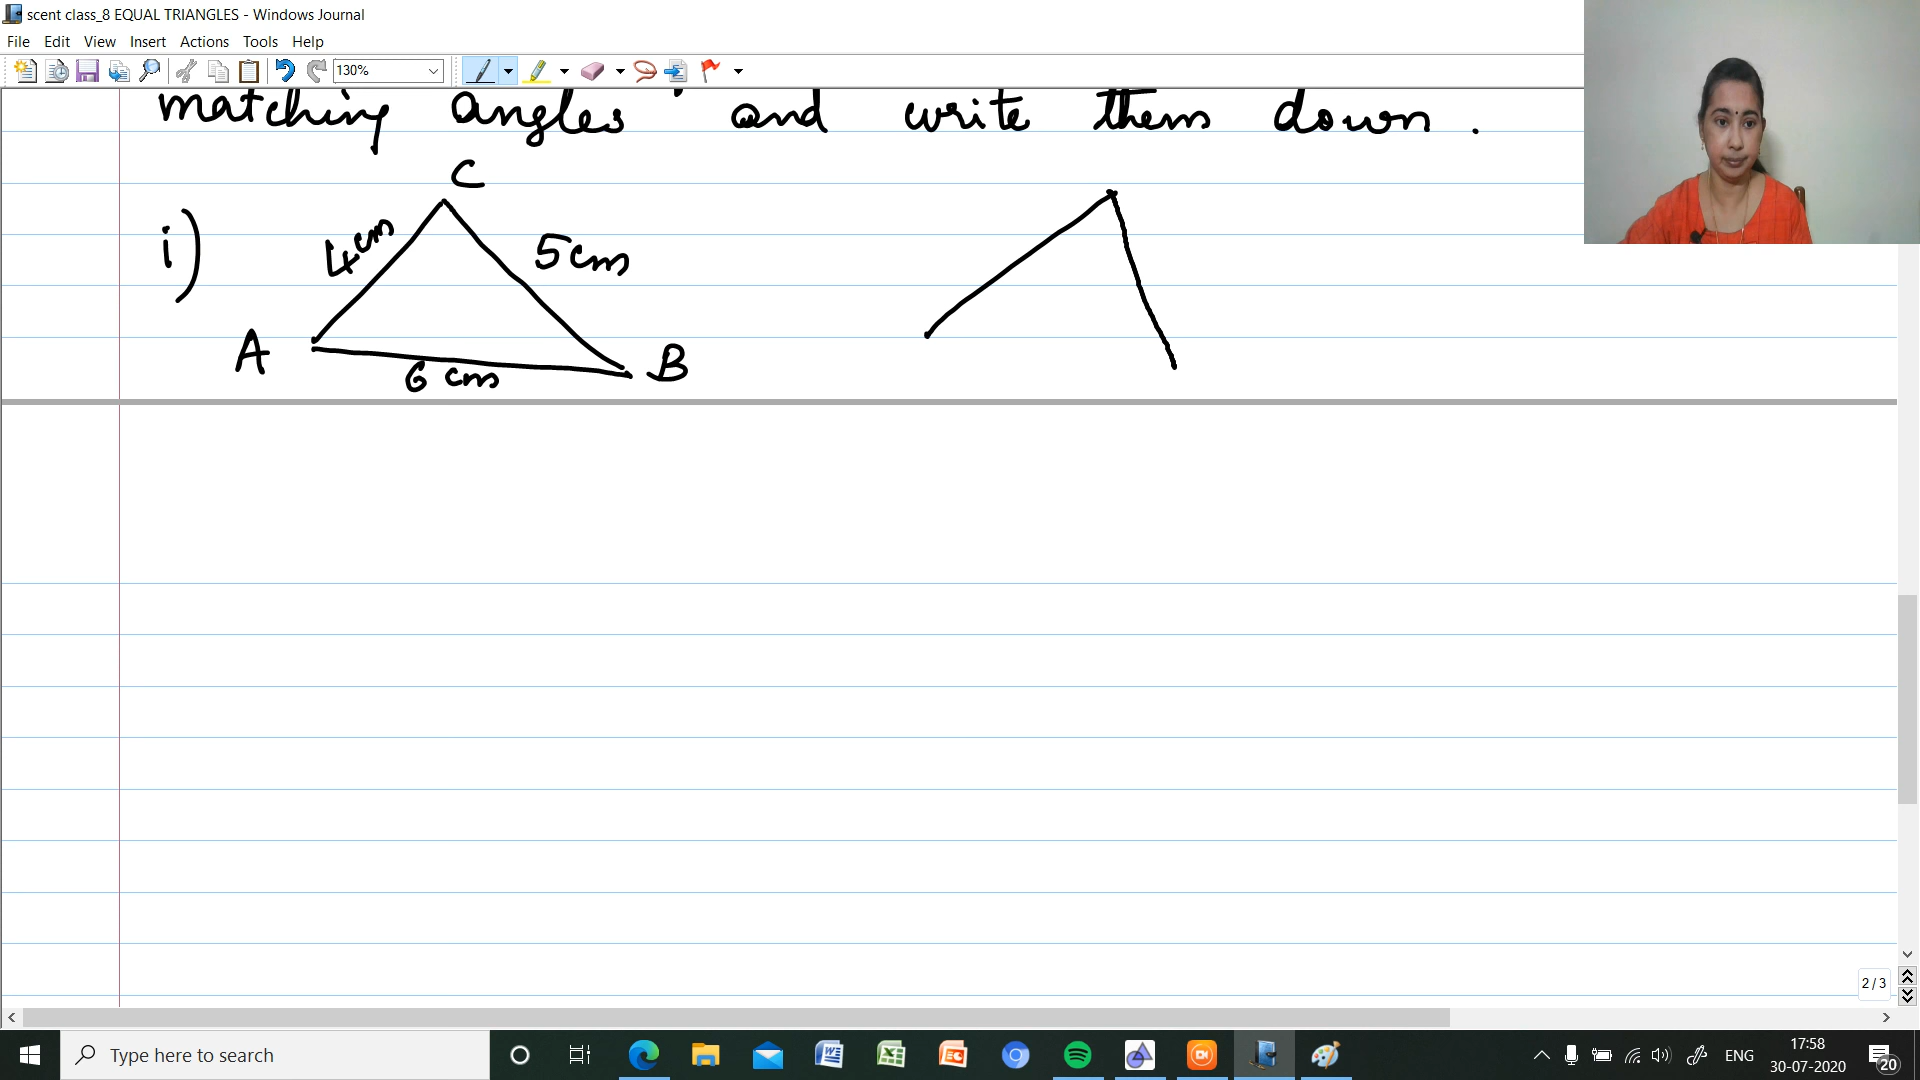 scent class_8 EQUAL TRIANGLES - Windows Journal
File Edit View Insert Actions Tools Help
130%
matching angles and write them down.
C
i)
4cm
5cm
A
B
6 cm
2 / 3
Type here to search
ENG
17:58
30-07-2020
20